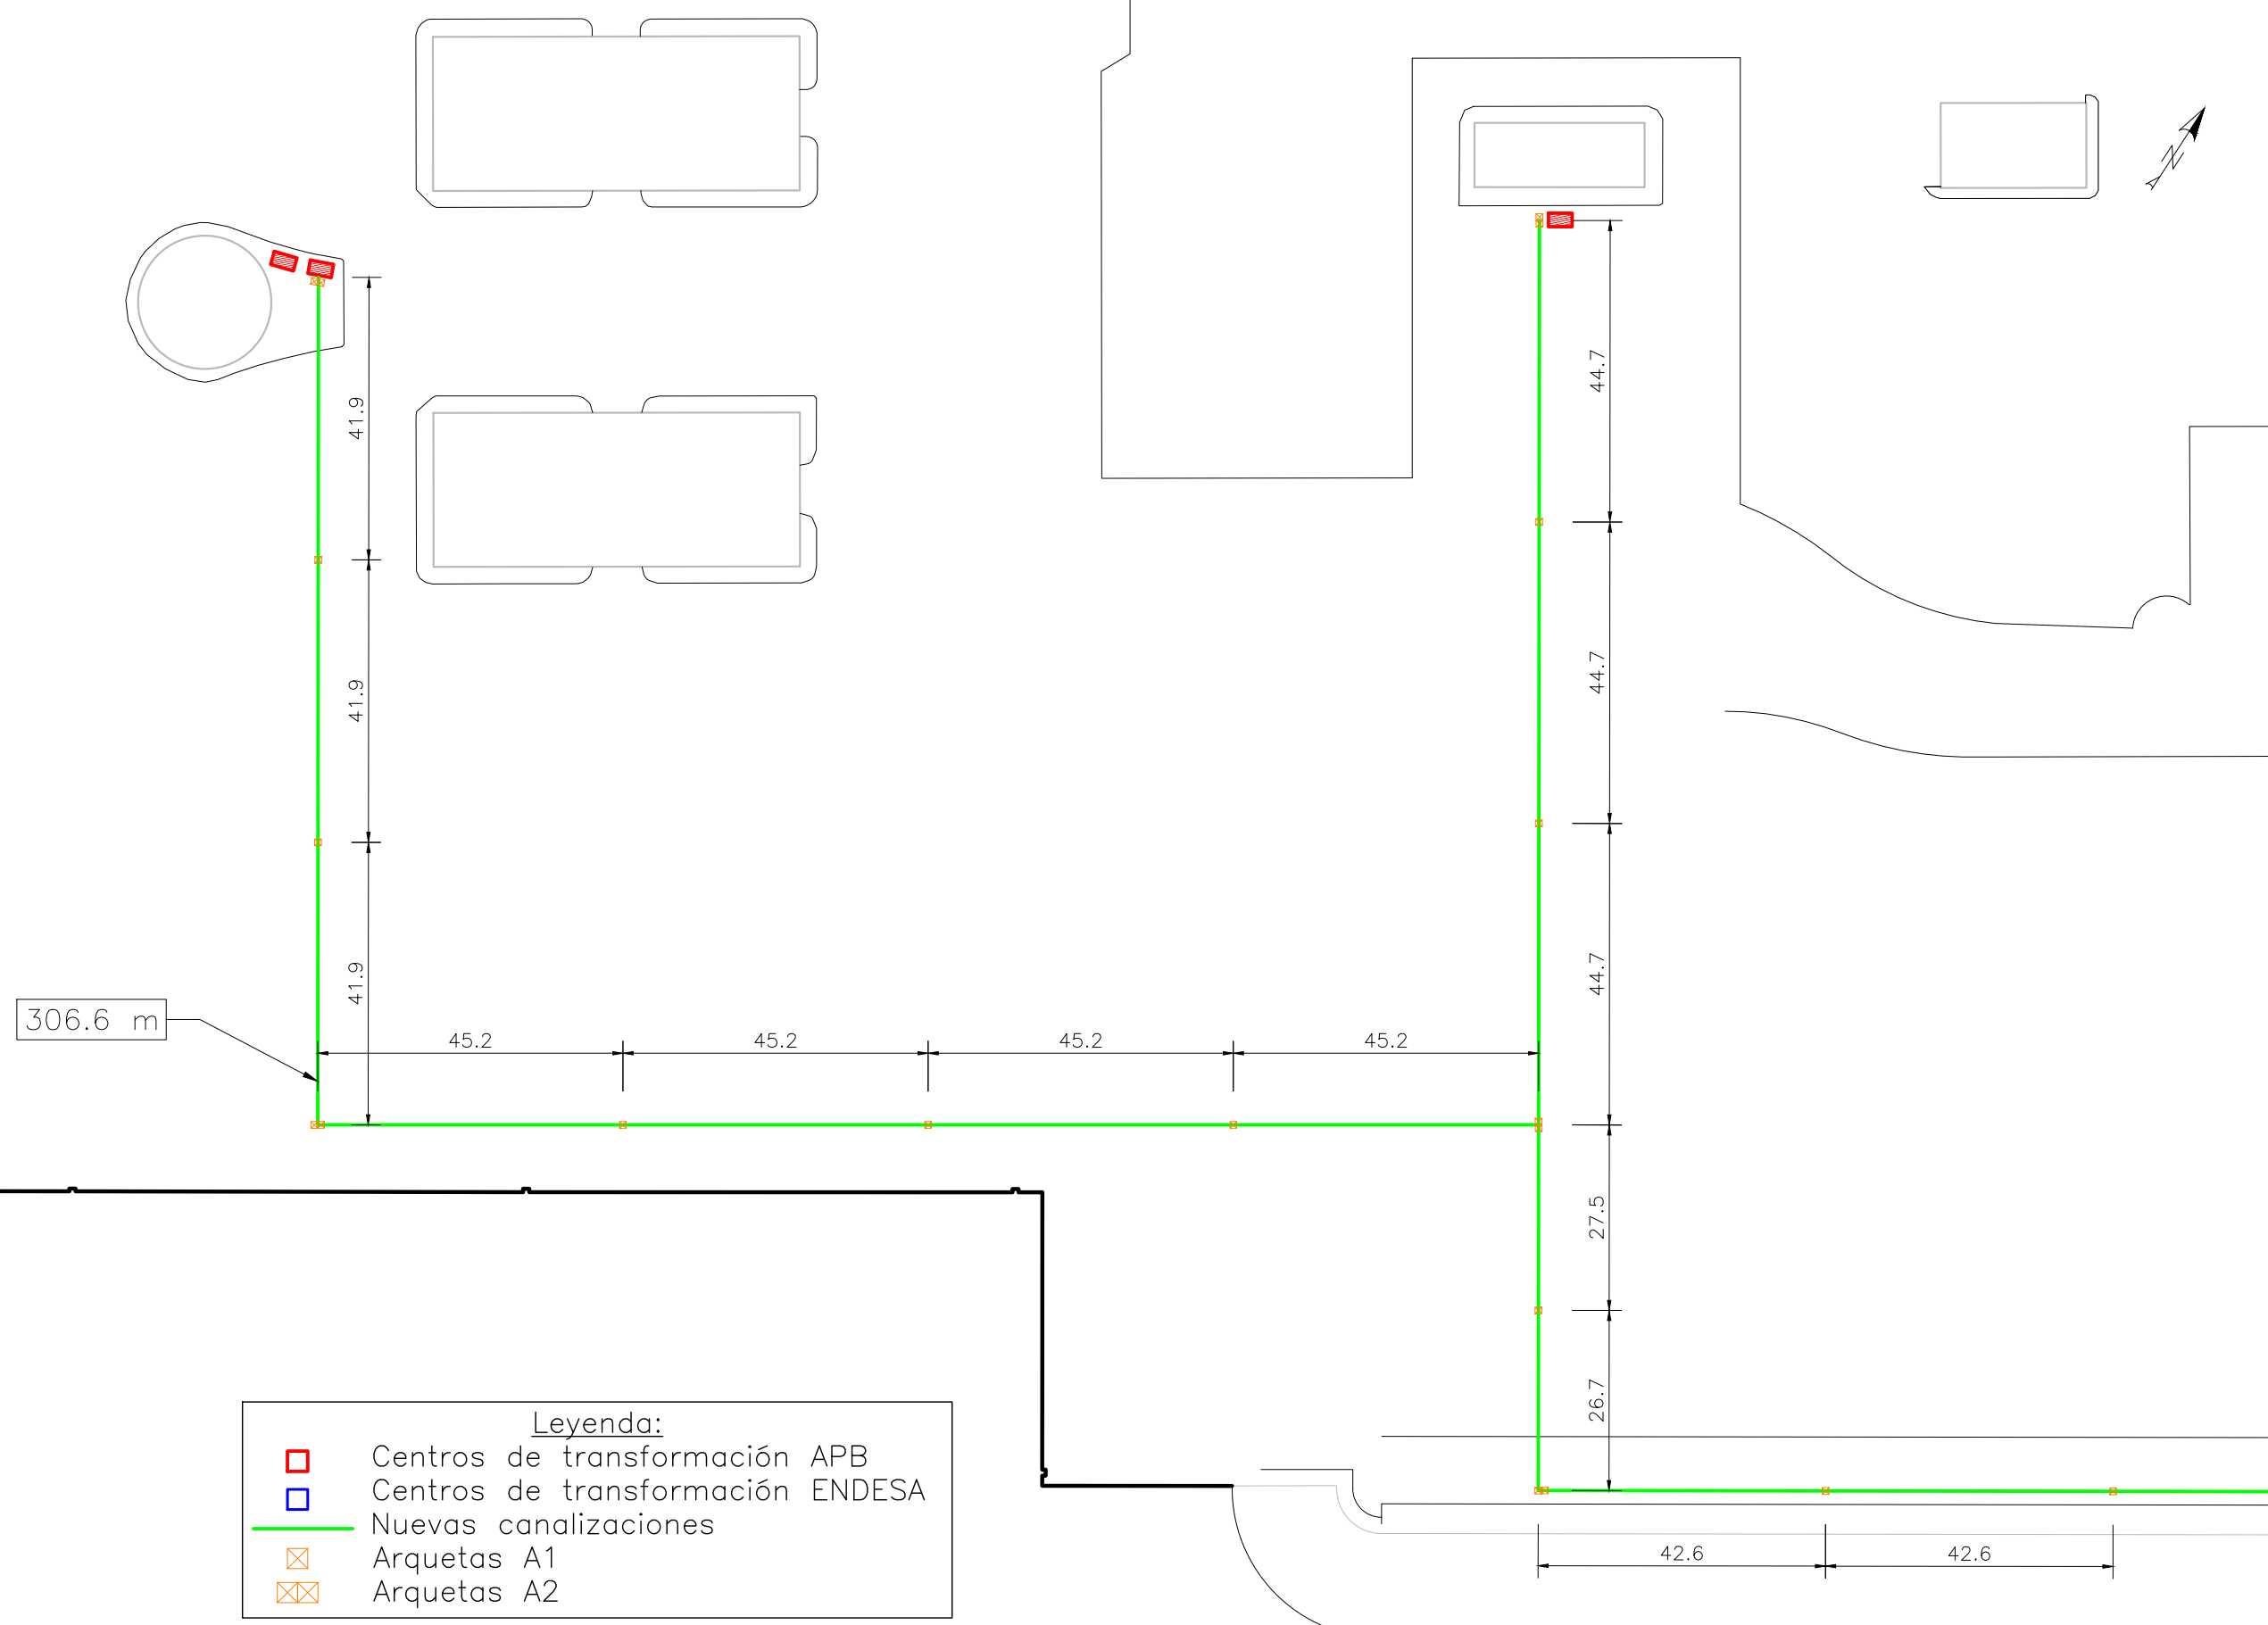 N
44.7
41.9
44.7
41.9
44.7
41.9
306.6 m
45.2
45.2
45.2
45.2
27.5
26.7
42.6
42.6
Leyenda:
Centros de transformación APB
Centros de transformación ENDESA
Nuevas canalizaciones
Arquetas A1
Arquetas A2